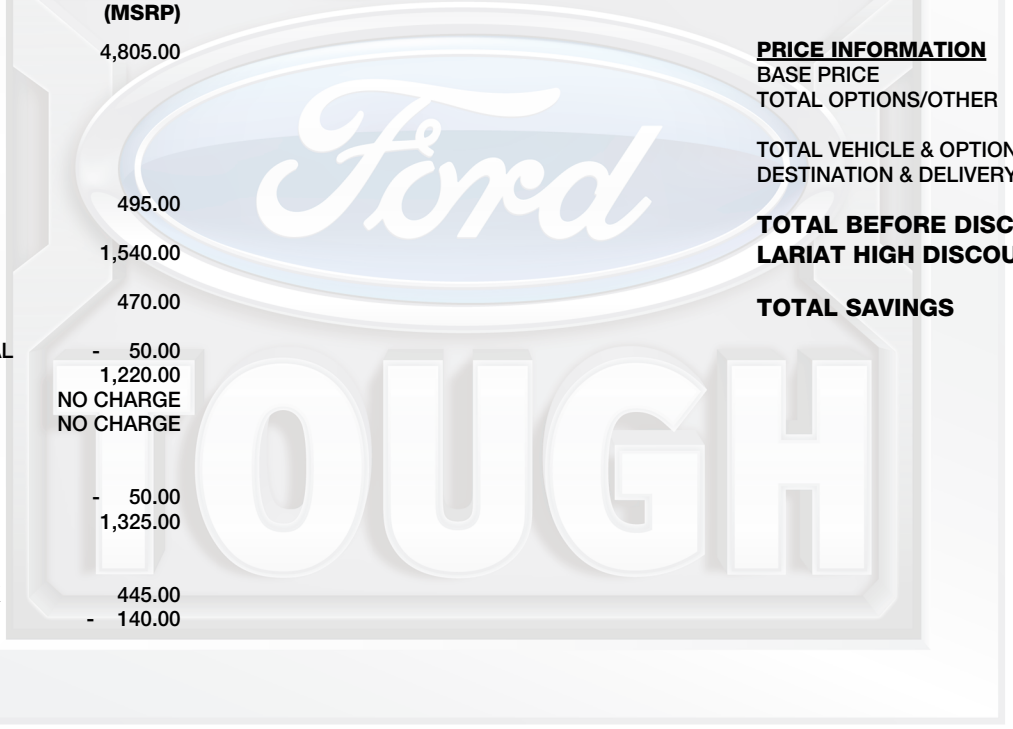 (MSRP)
4,805.00
495.00
1,540.00
470.00
- 50.00
1,220.00
NO CHARGE
NO CHARGE
- 50.00
1,325.00
445.00
- 140.00
PRICE INFORMATION
BASE PRICE
TOTAL OPTIONS/OTHER
TOTAL VEHICLE & OPTION
DESTINATION & DELIVERY
TOTAL BEFORE DISC
LARIAT HIGH DISCOU
TOTAL SAVINGS
Ford
TOUGH